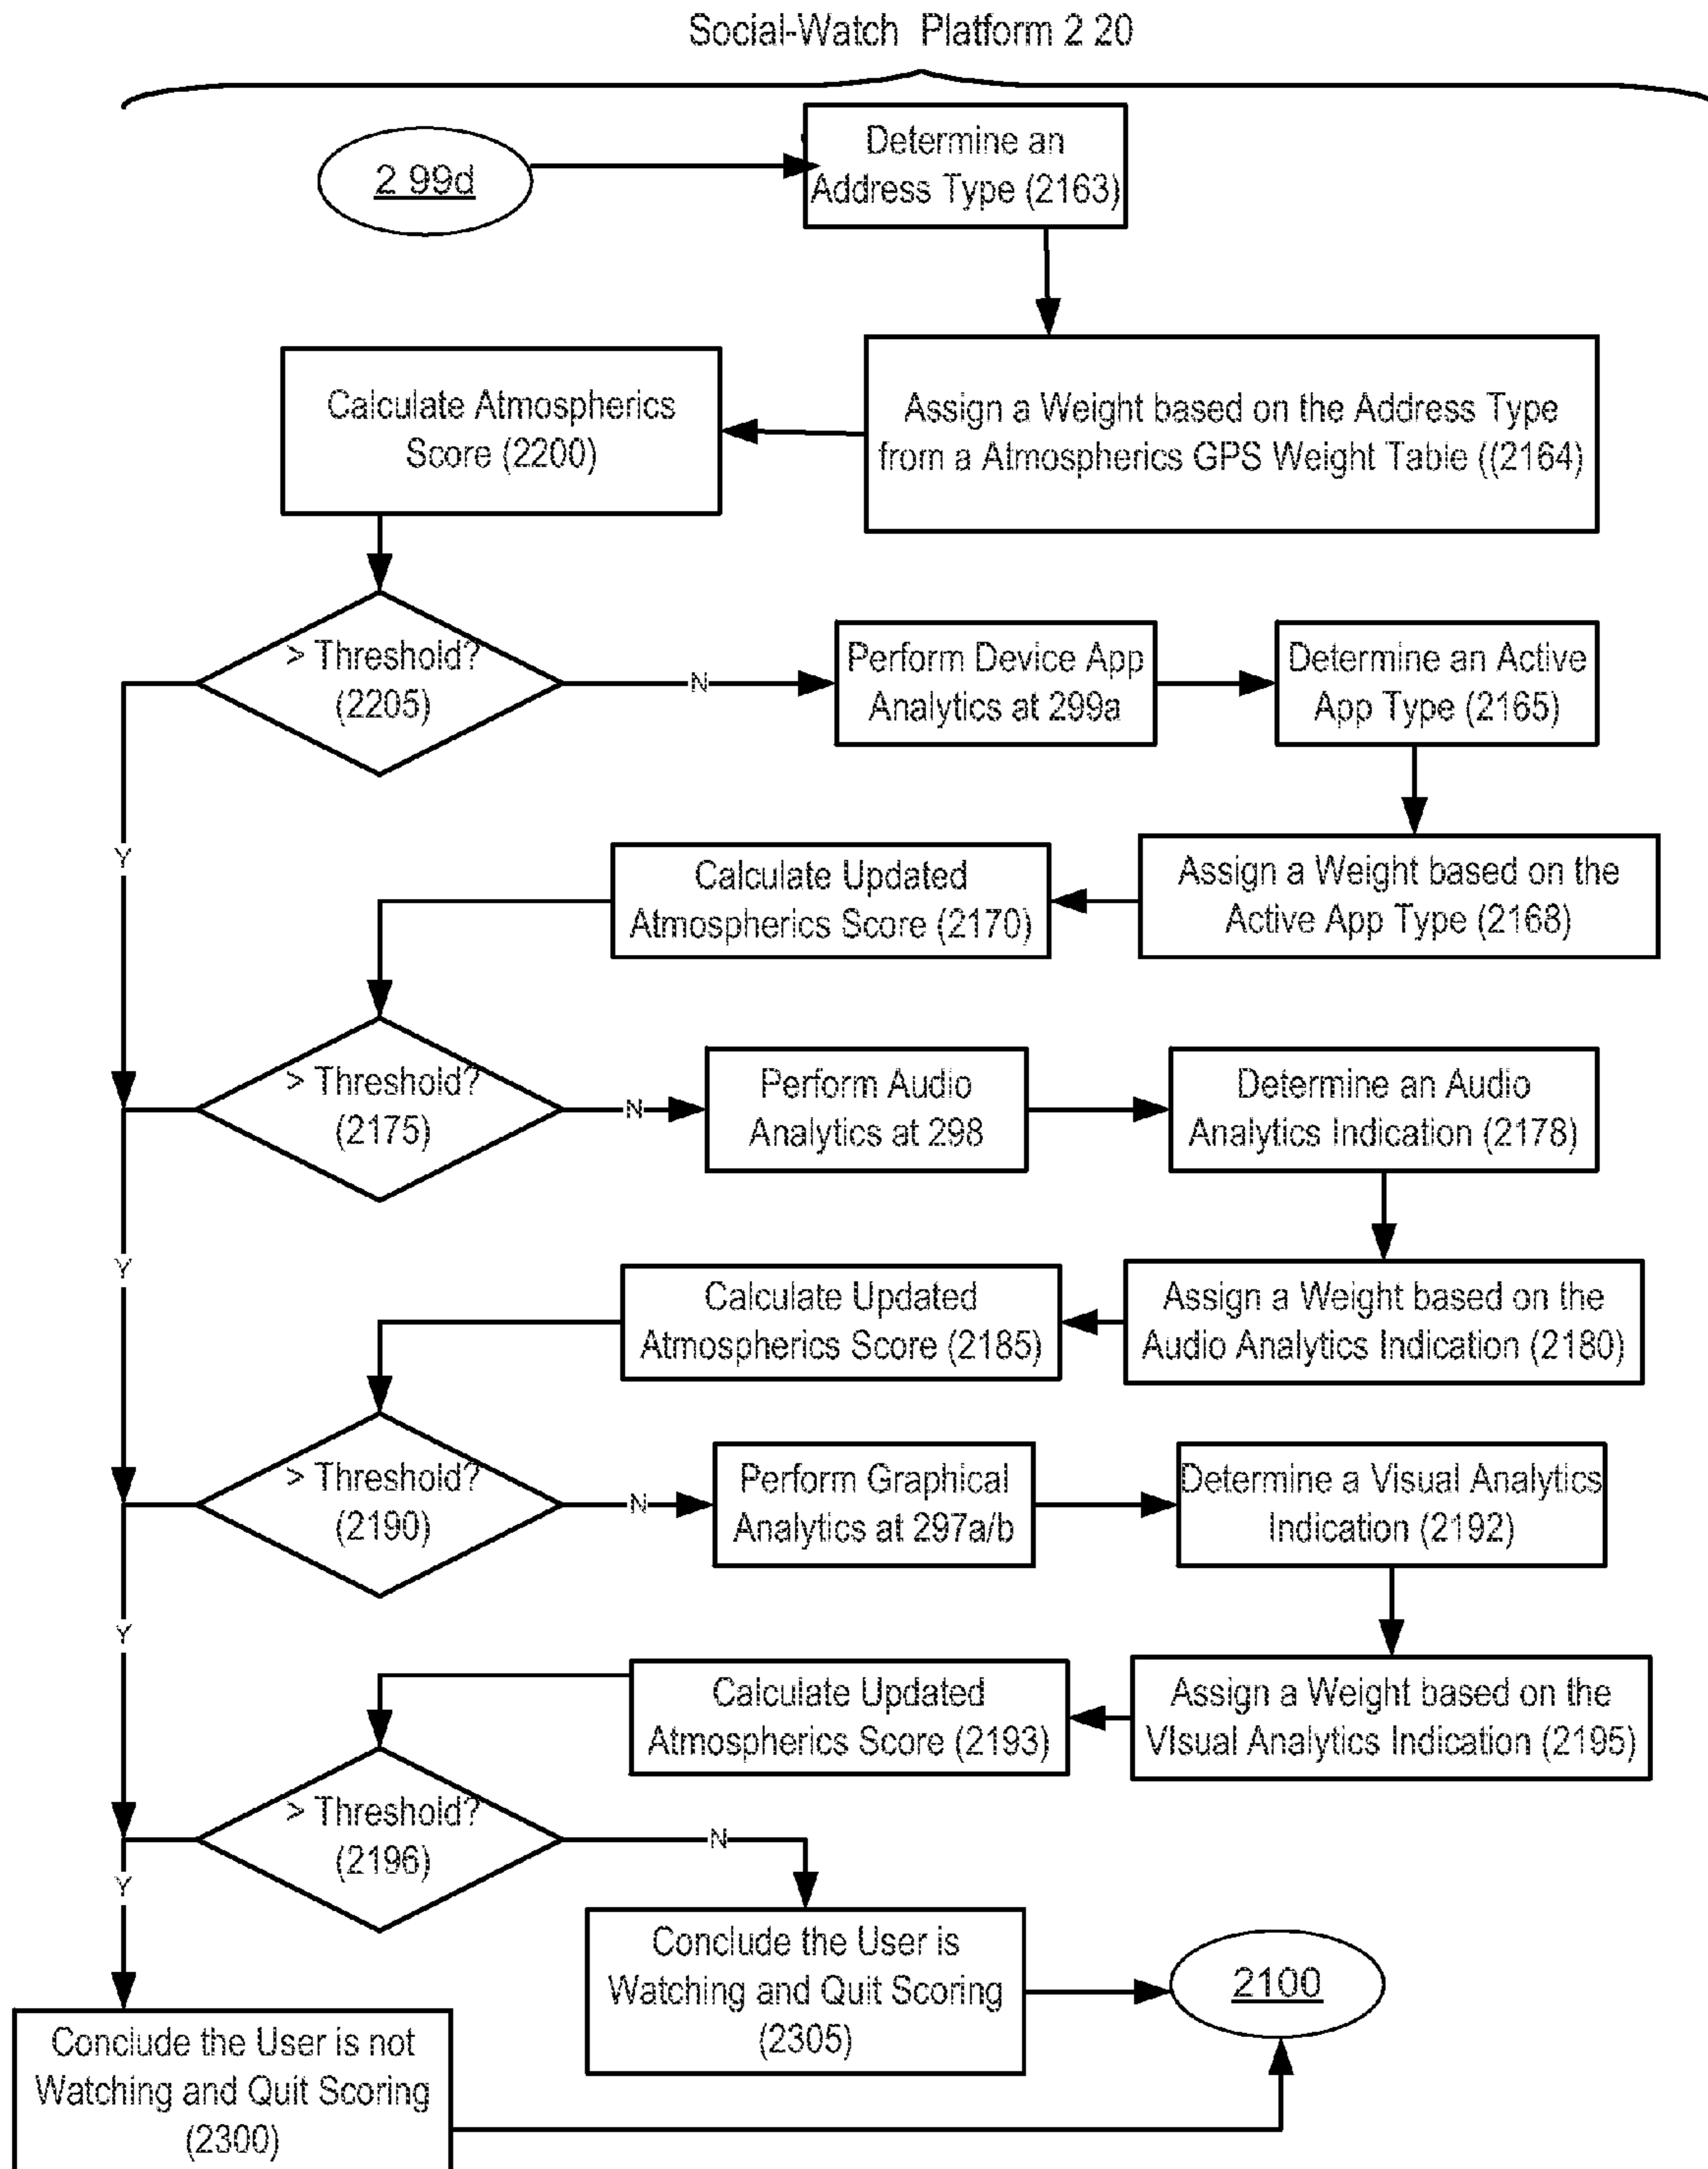 Social-Watch Platform 2 20
2 99d
Determine an
Address Type (2163)
Calculate Atmospherics
Score (2200)
Assign a Weight based on the Address Type
from a Atmospherics GPS Weight Table ((2164)
> Threshold?
(2205)
N
Perform Device App
Analytics at 299a
Determine an Active
App Type (2165)
Y
Calculate Updated
Atmospherics Score (2170)
Assign a Weight based on the
Active App Type (2168)
> Threshold?
(2175)
N
Perform Audio
Analytics at 298
Determine an Audio
Analytics Indication (2178)
Y
Calculate Updated
Atmospherics Score (2185)
Assign a Weight based on the
Audio Analytics Indication (2180)
> Threshold?
(2190)
N
Perform Graphical
Analytics at 297a/b
Determine a Visual Analytics
Indication (2192)
Y
Calculate Updated
Atmospherics Score (2193)
Assign a Weight based on the
VIsual Analytics Indication (2195)
> Threshold?
(2196)
N
Y
Conclude the User is
Watching and Quit Scoring
(2305)
2100
Conclude the User is not
Watching and Quit Scoring
(2300)